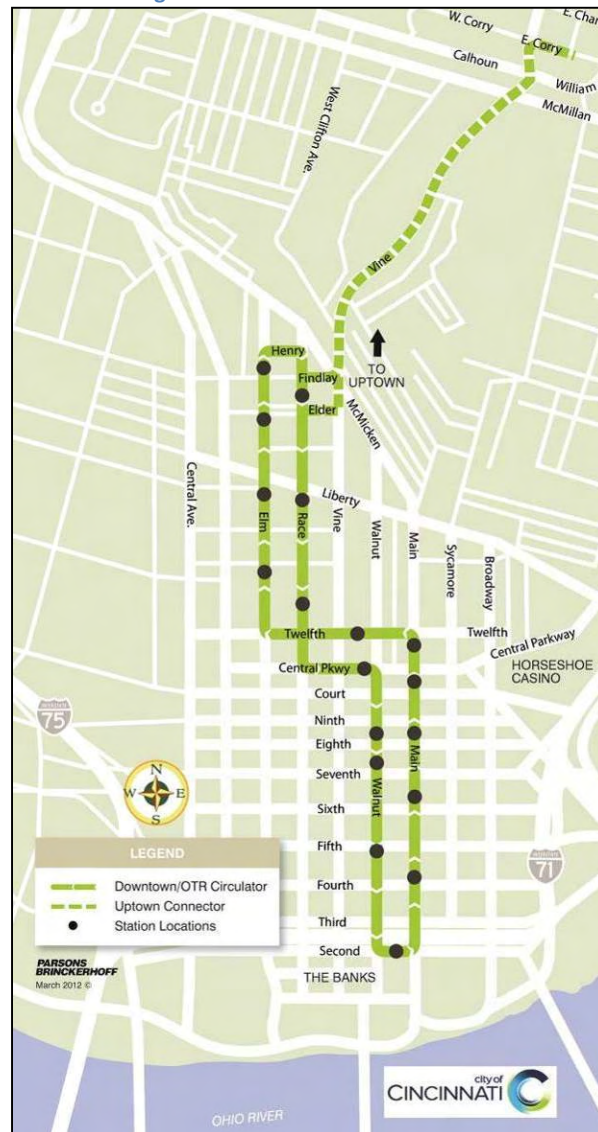 W. Corry
E. Corry
Calhoun
William
McMillan
West Clifton Ave.
Vine
Henry
Findlay
TO
UPTOWN
Elder
McMicken
Central Ave.
Liberty
Elm
Race
Vine
Walnut
Main
Sycamore
Broadway
Twelfth
Twelfth
Central Parkway
Central Pkwy
HORSESHOE
CASINO
Court
Ninth
Eighth
Seventh
Walnut
Main
Sixth
Fifth
Fourth
Third
Second
THE BANKS
75
71
N
W E
S
LEGEND
Downtown/OTR Circulator
Uptown Connector
Station Locations
PARSONS
BRINCKERHOFF
March 2012 ©
city of
CINCINNATI
OHIO RIVER